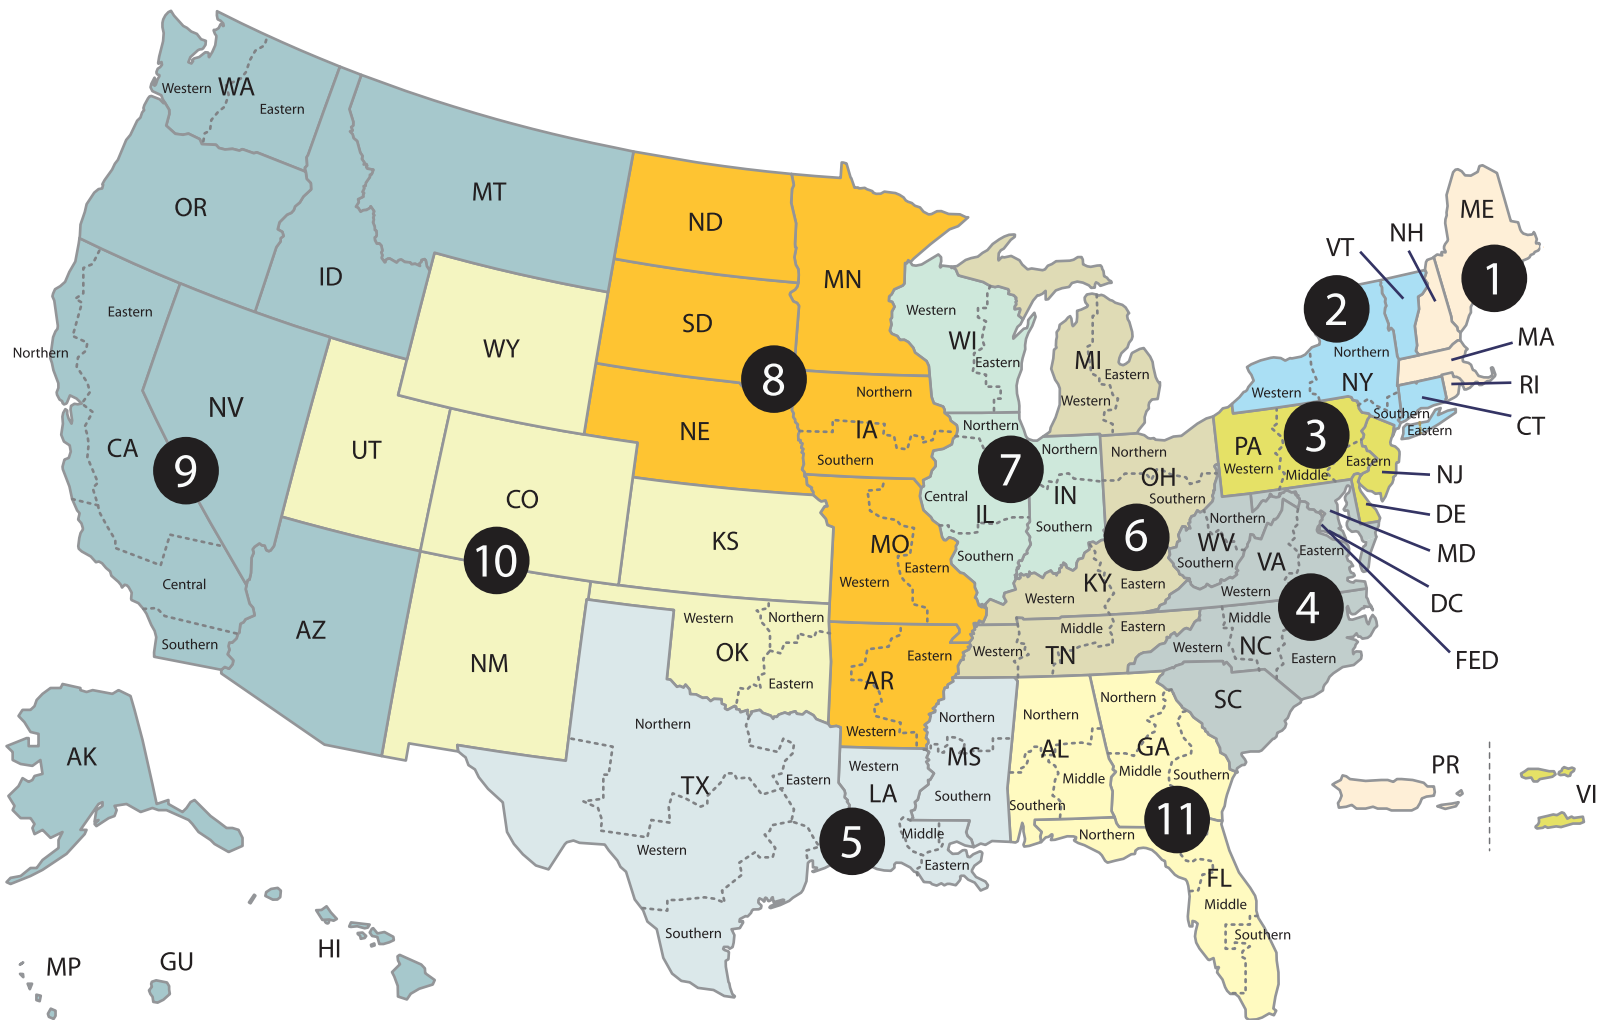 WA
Western
Eastern
OR
MT
ID
ND
MN
SD
WY
8
NE
Northern
IA
Southern
Eastern
Northern
CA
NV
9
Central
Southern
UT
CO
10
KS
AZ
NM
MO
Western
Eastern
OK
Western
Northern
Eastern
AR
Eastern
Western
Western
WI
Eastern
MI
Eastern
Western
Northern
7
Central
IL
Southern
Northern
IN
Southern
Northern
OH
Southern
6
KY
Western
Eastern
Middle
Eastern
Western
TN
ME
NH
VT
1
2
MA
Northern
RI
NY
Western
Southern
CT
Eastern
3
PA
Western
Middle
Eastern
NJ
DE
MD
DC
FED
Northern
WV
Southern
VA
Eastern
Western
4
Middle
Western
NC
Eastern
SC
Northern
TX
Eastern
Western
Southern
5
Western
LA
Middle
Eastern
Northern
MS
Southern
Northern
AL
Middle
Southern
Northern
GA
Middle
Southern
11
Northern
FL
Middle
Southern
AK
HI
MP
GU
PR
VI